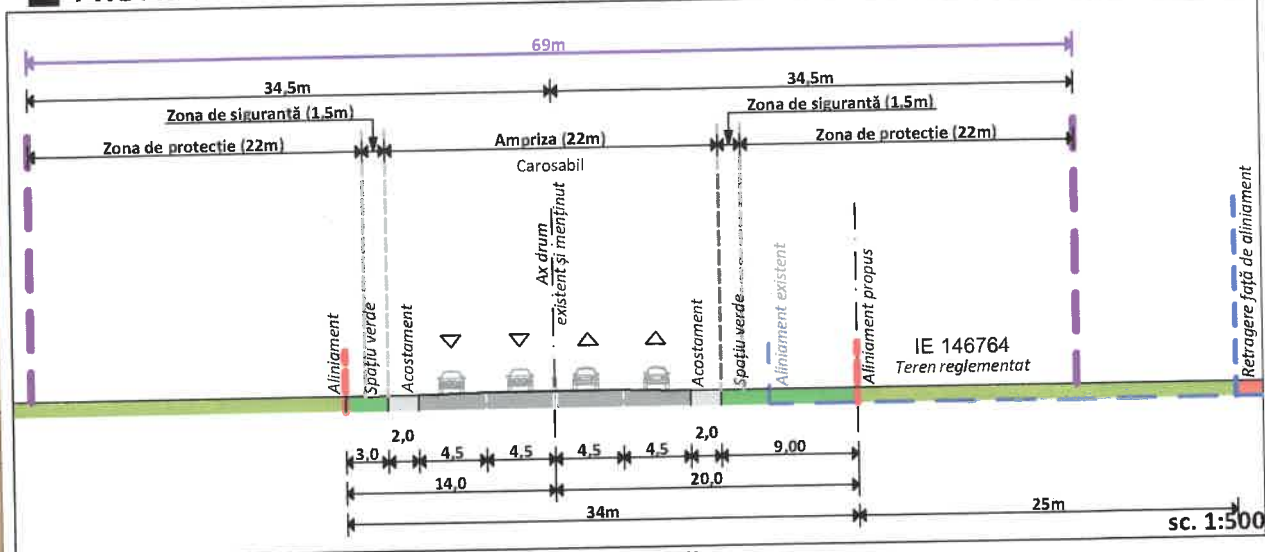 69m
34,5m
34,5m
Zona de sigurantă (1,5m)
Zona de sigurantă (1,5m)
Zona de protecție (22m)
Ampriza (22m)
Zona de protecție (22m)
Carosabil
Aliniament
Spațiu verde
Acostament
Ax drum
existent și menținut
Acostament
Spațiu verde
Aliniament existent
Aliniament propus
IE 146764
Teren reglementat
Retragere față de aliniament
2,0
2,0
3,0
4,5
4,5
4,5
4,5
9,00
14,0
20,0
34m
25m
sc. 1:500